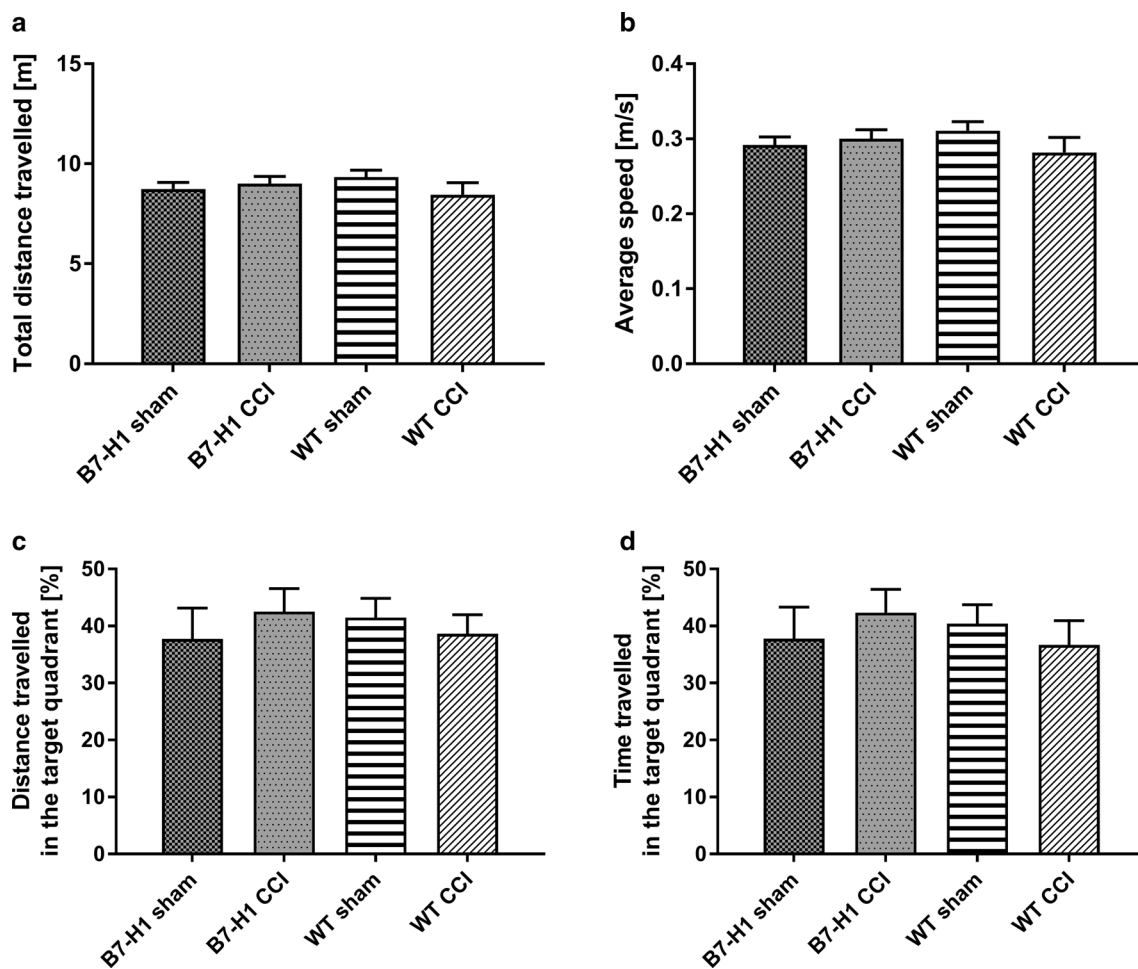 a
Total distance travelled [m]
15
10
5
0
B7-H1 sham
B7-H1 CCI
WT sham
WT CCI
b
Average speed [m/s]
0.4
0.3
0.2
0.1
0.0
B7-H1 sham
B7-H1 CCI
WT sham
WT CCI
c
Distance travelled
in the target quadrant [%]
50
40
30
20
10
0
B7-H1 sham
B7-H1 CCI
WT sham
WT CCI
d
Time travelled
in the target quadrant [%]
50
40
30
20
10
0
B7-H1 sham
B7-H1 CCI
WT sham
WT CCI